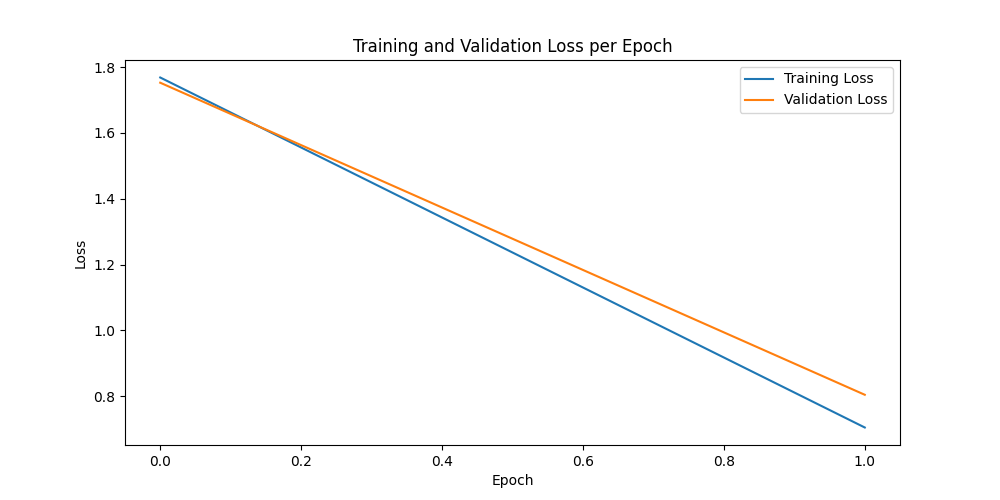 Training and Validation Loss per Epoch
Training Loss
Validation Loss
1.8
1.6
1.4
1.2
1.0
0.8
Loss
0.0 0.2 0.4 0.6 0.8 1.0
Epoch